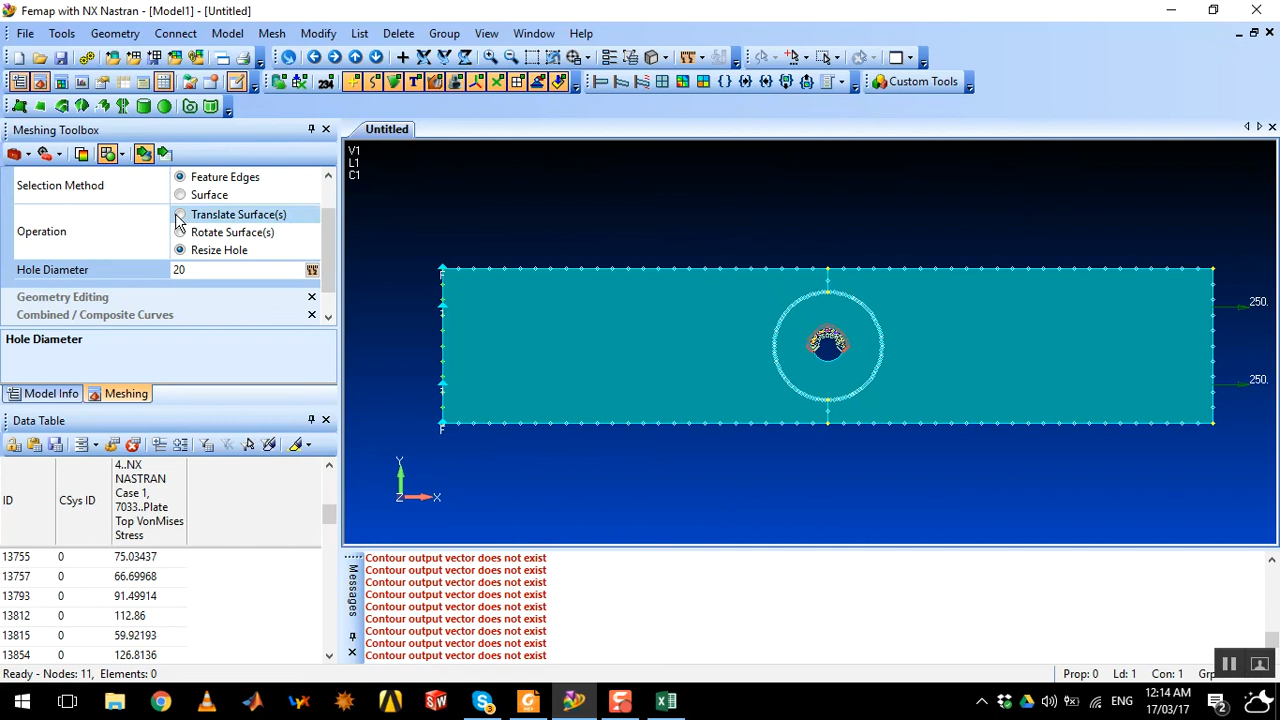 Femap with NX Nastran - [Model1] - [Untitled]
File Tools Geometry Connect Model Mesh Modify List Delete Group View Window Help
234
Custom Tools
Meshing Toolbox
Untitled
V1
L1
C1
Selection Method
Feature Edges
Surface
Operation
Translate Surface(s)
Rotate Surface(s)
Resize Hole
Hole Diameter 20
Geometry Editing
Combined / Composite Curves
Hole Diameter
F
1
1
F
250.
250.
Y
Z X
Model Info Meshing
Data Table
ID CSys ID
4..NX
NASTRAN
Case 1,
7033..Plate
Top VonMises
Stress
13755 0 75.03437
13757 0 66.69968
13793 0 91.49914
13812 0 112.86
13815 0 59.92193
13854 0 126.8136
Messages
Contour output vector does not exist
Contour output vector does not exist
Contour output vector does not exist
Contour output vector does not exist
Contour output vector does not exist
Contour output vector does not exist
Contour output vector does not exist
Contour output vector does not exist
Contour output vector does not exist
Ready - Nodes: 11, Elements: 0
Prop: 0 Ld: 1 Con: 1 Grp
ENG
12:14 AM
17/03/17
2